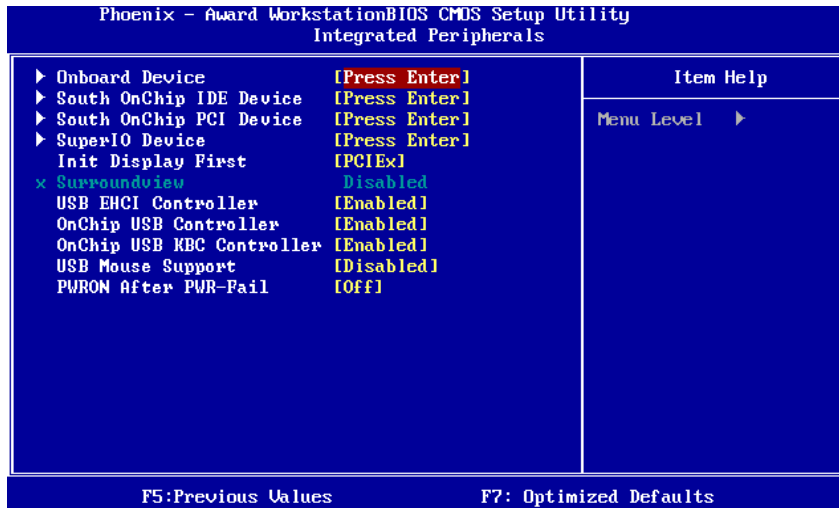 Phoenix - Award WorkstationBIOS CMOS Setup Utility
Integrated Peripherals
Onboard Device [Press Enter]
South OnChip IDE Device [Press Enter]
South OnChip PCI Device [Press Enter]
SuperIO Device [Press Enter]
Init Display First [PCIEx]
x Surroundview Disabled
USB EHCI Controller [Enabled]
OnChip USB Controller [Enabled]
OnChip USB KBC Controller [Enabled]
USB Mouse Support [Disabled]
PWRON After PWR-Fail [Off]
Item Help
Menu Level
F5:Previous Values F7: Optimized Defaults